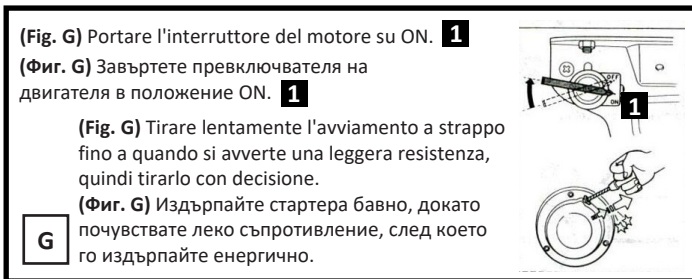 (Fig. G) Portare l'interruttore del motore su ON. 1
(Фиг. G) Завъртете превключвателя на
двигателя в положение ON. 1
(Fig. G) Tirare lentamente l'avviamento a strappo
fino a quando si avverte una leggera resistenza,
quindi tirarlo con decisione.
(Фиг. G) Издърпайте стартера бавно, докато
почувствате леко съпротивление, след което
го издърпайте енергично.
G
OFF
ON
1